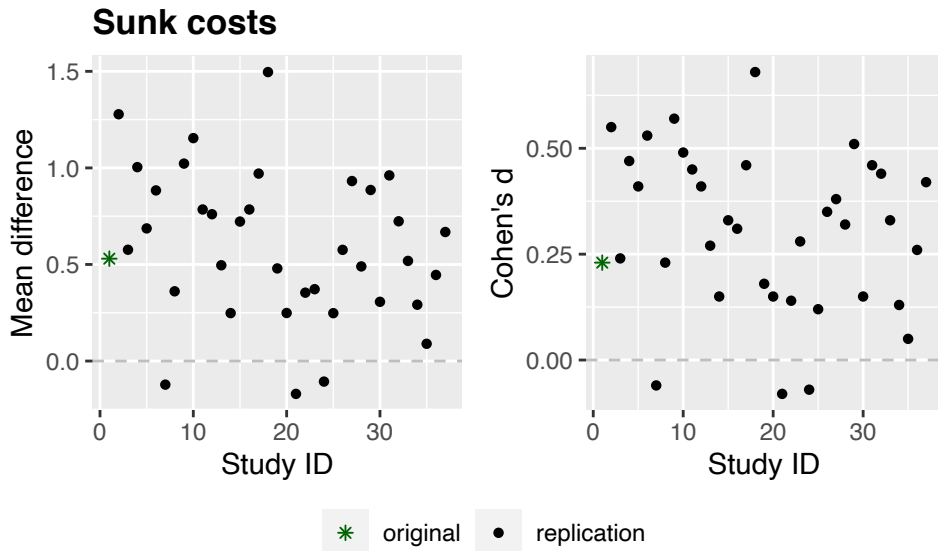 Sunk costs
Mean difference
1.5
1.0
0.5
0.0
0
10
20
30
Study ID
Cohen's d
0.50
0.25
0.00
0
10
20
30
Study ID
original
replication